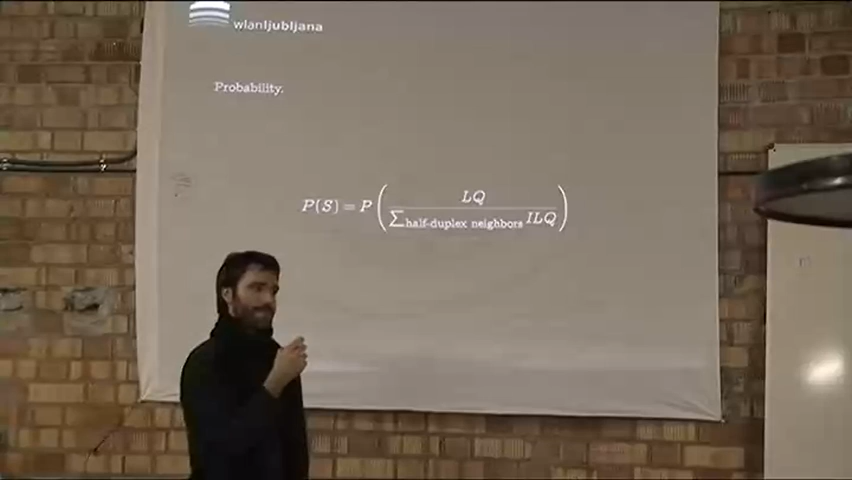 wlanljubljana
Probability.
P(S) = P ( LQ / ∑half-duplex neighbors ILQ )